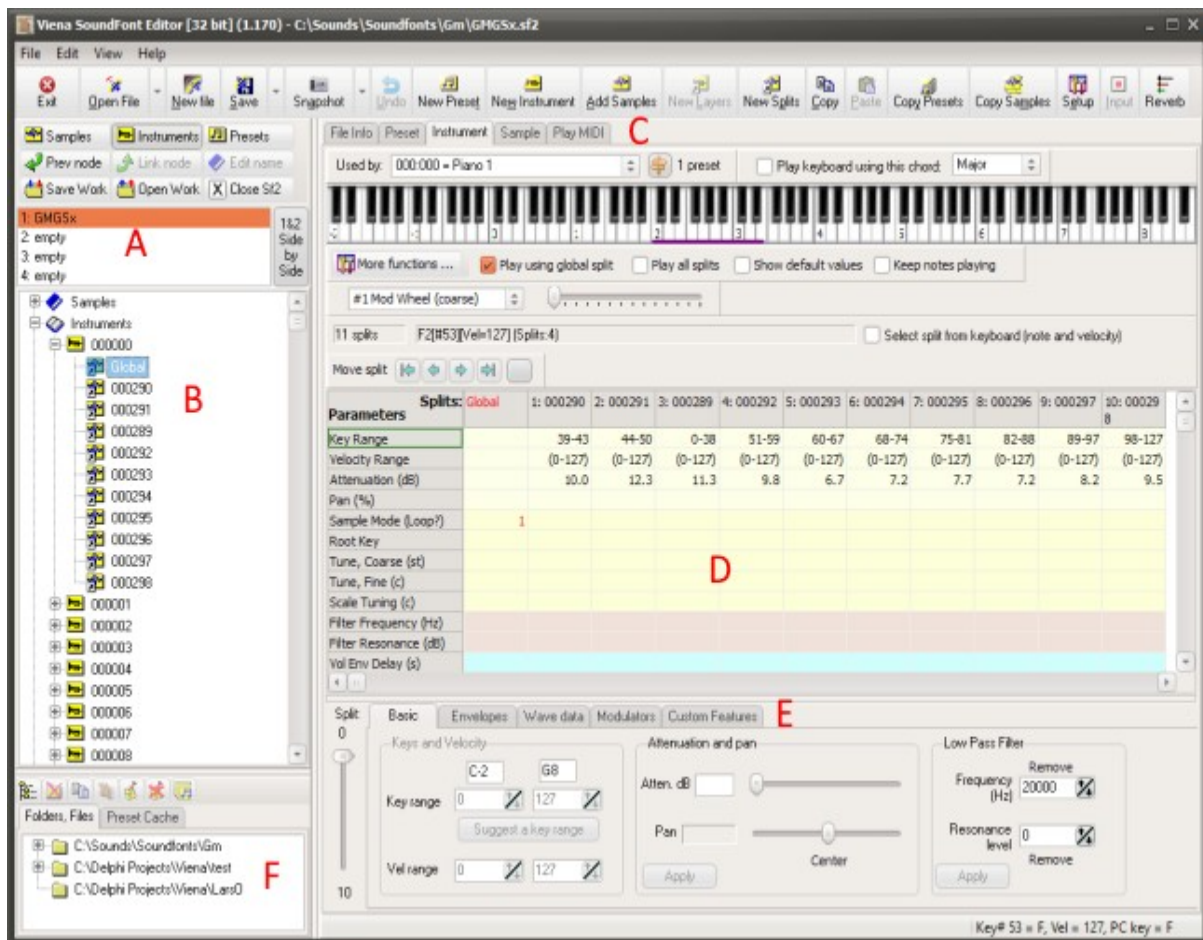 Viena SoundFont Editor [32 bit] (1.170) - C:\Sounds\Soundfonts\Gm\GMGSx.sf2
File Edit View Help
Exit Open File New file Save Snapshot Undo New Preset New Instrument Add Samples New Layers New Splits Copy Paste Copy Presets Copy Samples Setup Input Reverb
Samples Instruments Presets
Prev node Link node Edit name
Save Work Open Work Close Sf2
1: GMGSx
2: empty
3: empty
4: empty
1&2 Side by Side
A
Samples
Instruments
000000
Global
000290
000291
000289
000292
000293
000294
000295
000296
000297
000298
000001
000002
000003
000004
000005
000006
000007
000008
B
Folders, Files Preset Cache
C:\Sounds\Soundfonts\Gm
C:\Delphi Projects\Viena\test
C:\Delphi Projects\Viena\LarsO
F
File Info Preset Instrument Sample Play MIDI
C
Used by: 000:000 = Piano 1 1 preset Play keyboard using this chord: Major
-2 -1 0 1 2 3 4 5 6 7 8
More functions ... Play using global split Play all splits Show default values Keep notes playing
#1 Mod Wheel (coarse)
11 splits F2[#53][Vel=127] (Splits:4) Select split from keyboard (note and velocity)
Move split
Splits: Global 1: 000290 2: 000291 3: 000289 4: 000292 5: 000293 6: 000294 7: 000295 8: 000296 9: 000297 10: 000298
Parameters
Key Range 39-43 44-50 0-38 51-59 60-67 68-74 75-81 82-88 89-97 98-127
Velocity Range (0-127) (0-127) (0-127) (0-127) (0-127) (0-127) (0-127) (0-127) (0-127) (0-127)
Attenuation (dB) 10.0 12.3 11.3 9.8 6.7 7.2 7.7 7.2 8.2 9.5
Pan (%)
Sample Mode (Loop?) 1
Root Key
Tune, Coarse (st)
Tune, Fine (c)
Scale Tuning (c)
Filter Frequency (Hz)
Filter Resonance (dB)
Vol Env Delay (s)
D
Split
0
10
Basic Envelopes Wave data Modulators Custom Features
E
Keys and Velocity
C-2 G8
Key range 0 127
Suggest a key range
Vel range 0 127
Attenuation and pan
Atten. dB
Pan
Center
Apply
Low Pass Filter
Remove
Frequency (Hz) 20000
Resonance level 0
Remove
Apply
Key# 53 = F, Vel = 127, PC key = F